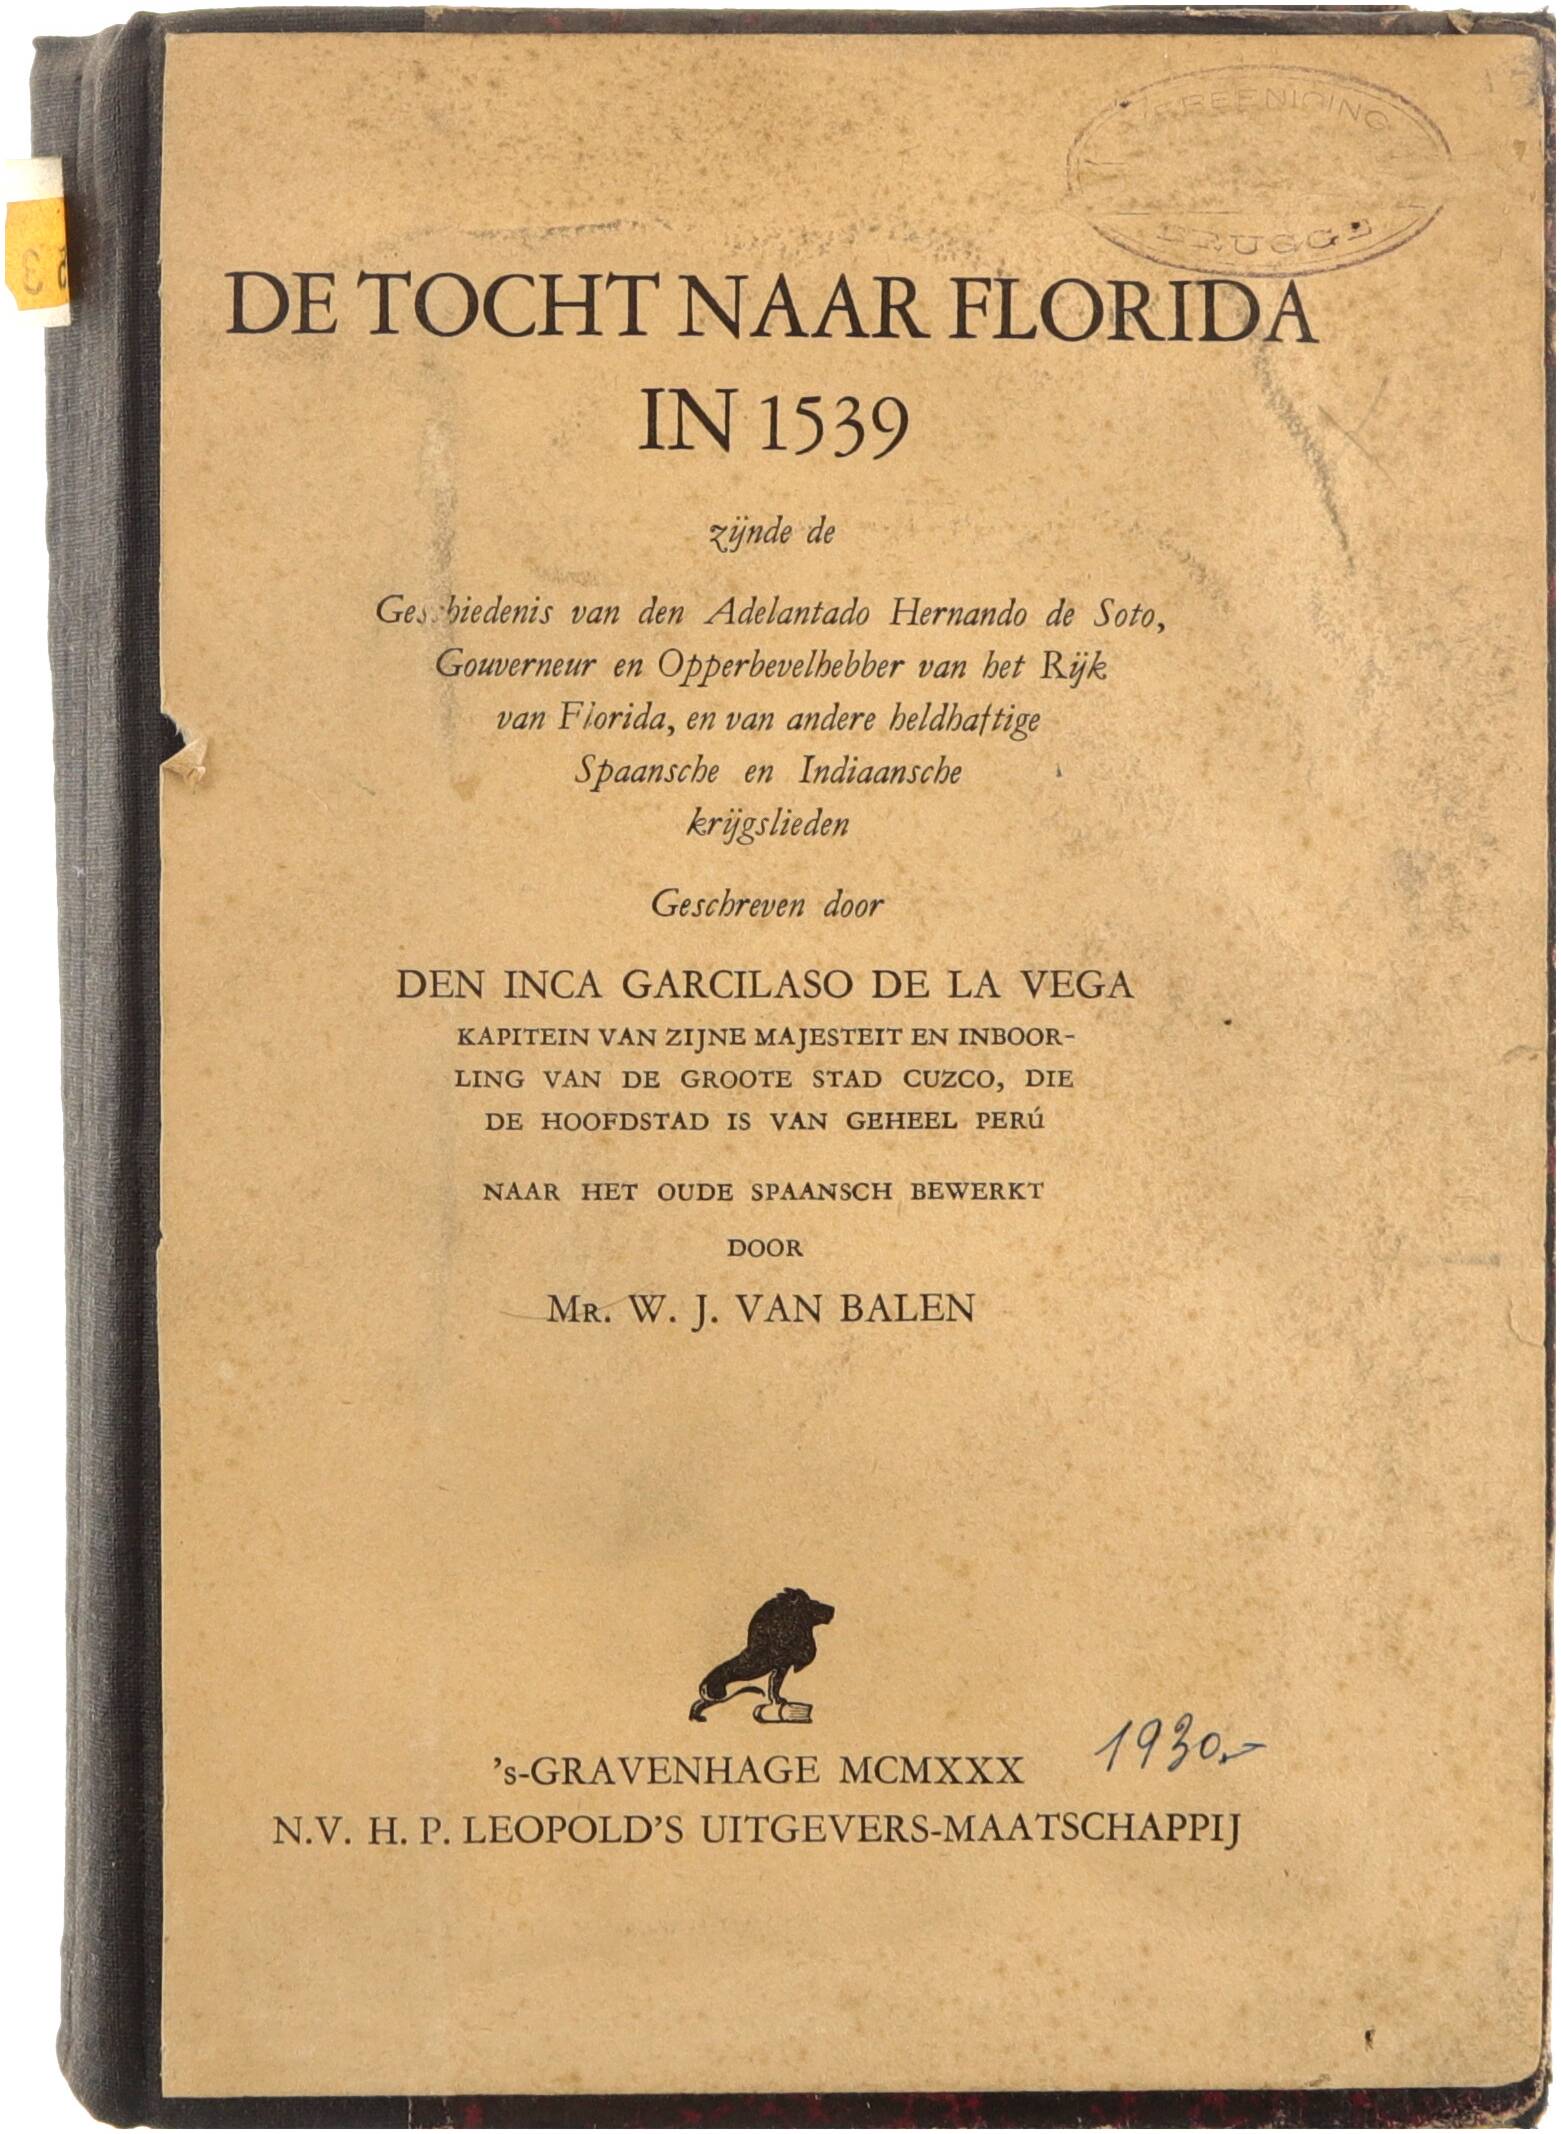 VEREENIGING
BRUGGE
DE TOCHT NAAR FLORIDA
IN 1539
zijnde de
Geschiedenis van den Adelantado Hernando de Soto,
Gouverneur en Opperbevelhebber van het Rijk
van Florida, en van andere heldhaftige
Spaansche en Indiaansche
krijgslieden
Geschreven door
DEN INCA GARCILASO DE LA VEGA
KAPITEIN VAN ZIJNE MAJESTEIT EN INBOOR-
LING VAN DE GROOTE STAD CUZCO, DIE
DE HOOFDSTAD IS VAN GEHEEL PERÚ
NAAR HET OUDE SPAANSCH BEWERKT
DOOR
MR. W. J. VAN BALEN
's-GRAVENHAGE MCMXXX
1930.-
N.V. H. P. LEOPOLD'S UITGEVERS-MAATSCHAPPIJ